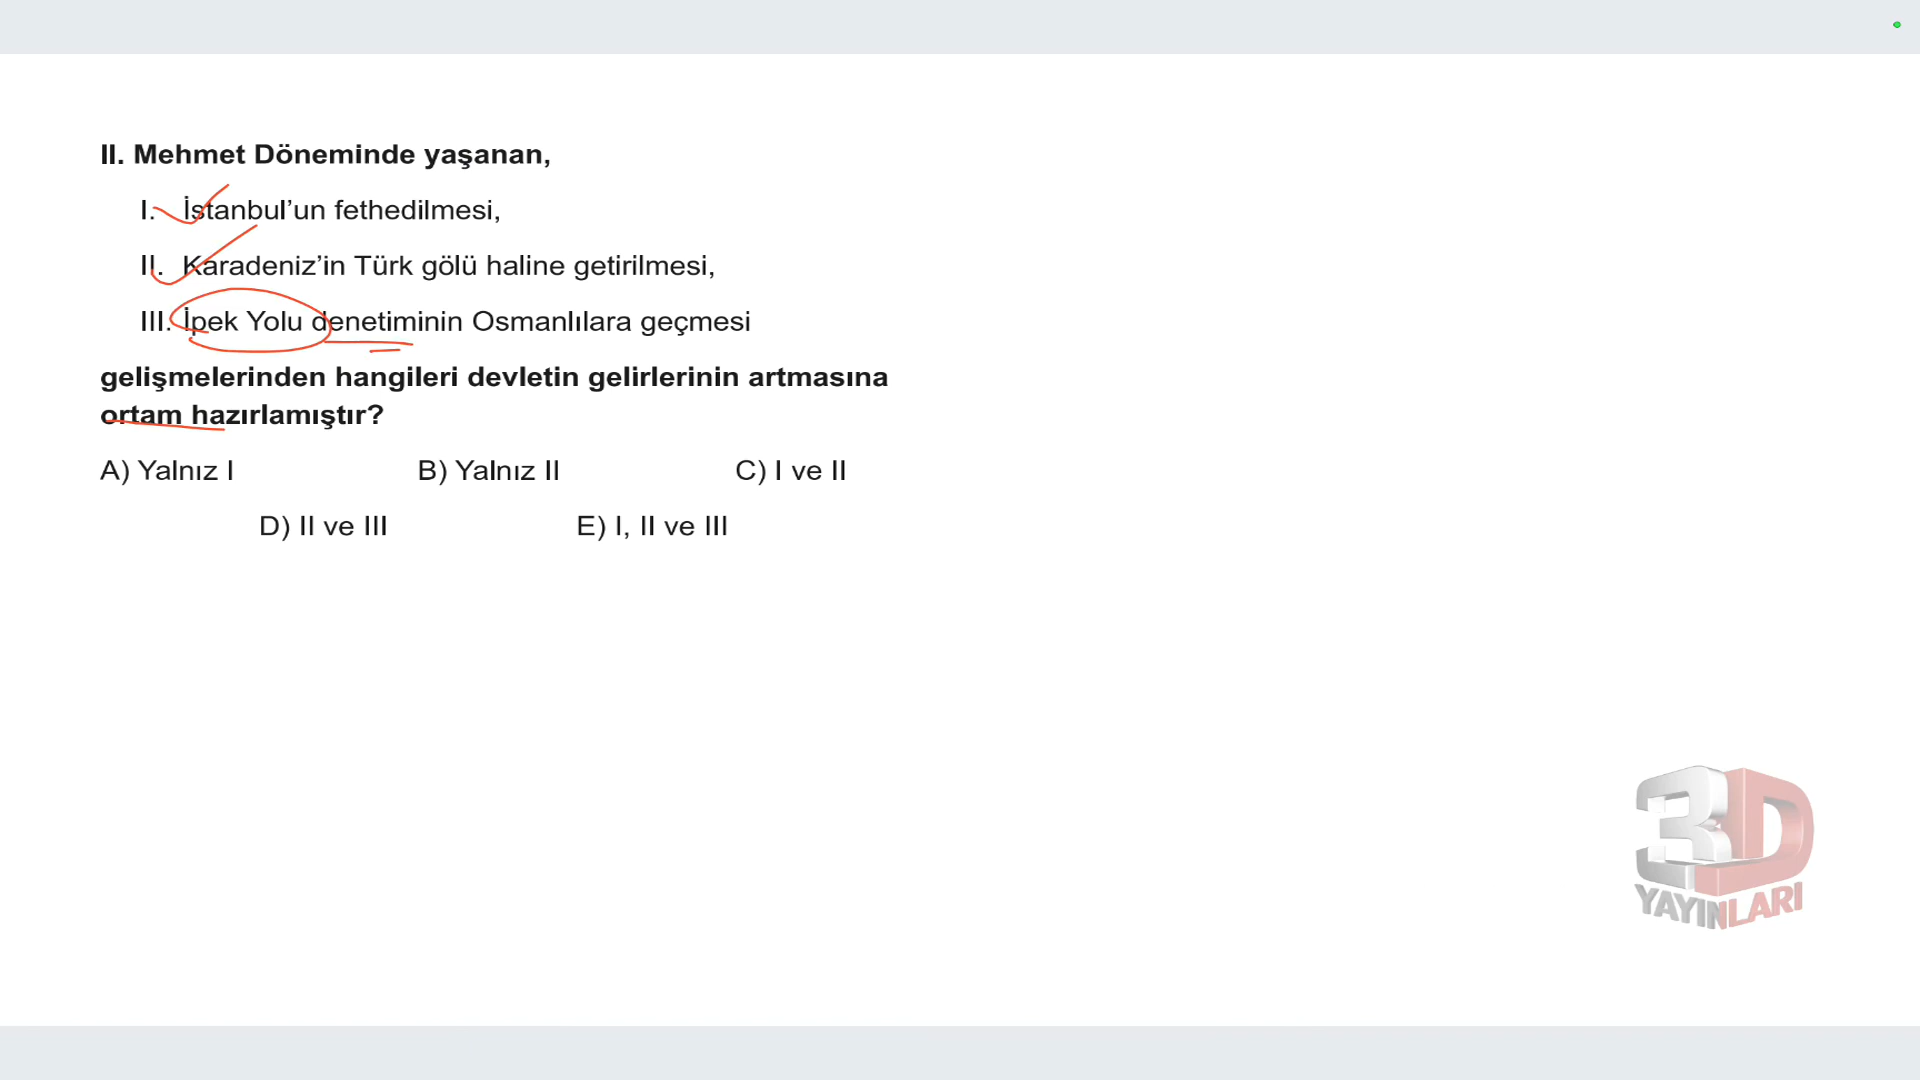 II. Mehmet Döneminde yaşanan,
I. İstanbul’un fethedilmesi,
II. Karadeniz’in Türk gölü haline getirilmesi,
III. İpek Yolu denetiminin Osmanlılara geçmesi
gelişmelerinden hangileri devletin gelirlerinin artmasına
ortam hazırlamıştır?
A) Yalnız I B) Yalnız II C) I ve II
D) II ve III E) I, II ve III
3D
YAYINLARI